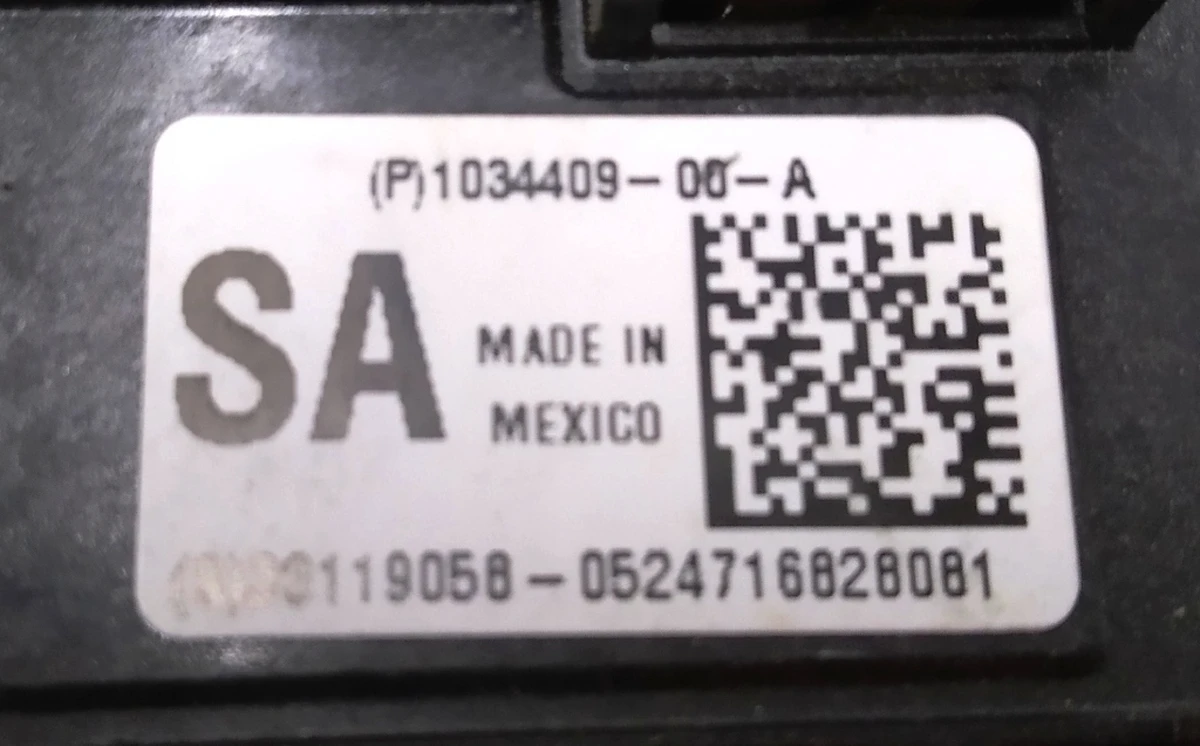 (P)1034409-00-A
SA
MADE IN
MEXICO
119058-0524716828081